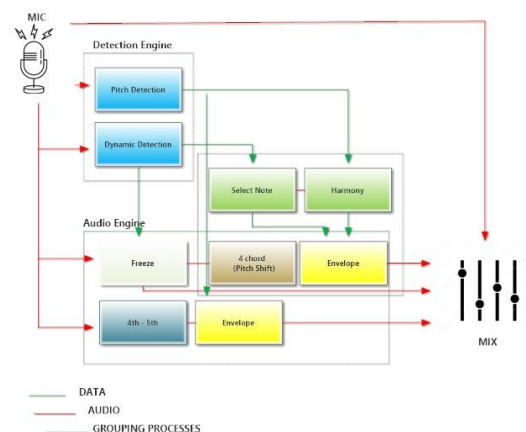 MIC
Detection Engine
Pitch Detection
Dynamic Detection
Select Note
Harmony
Audio Engine
Freeze
4 chord
(Pitch Shift)
Envelope
4th - 5th
Envelope
MIX
DATA
AUDIO
GROUPING PROCESSES